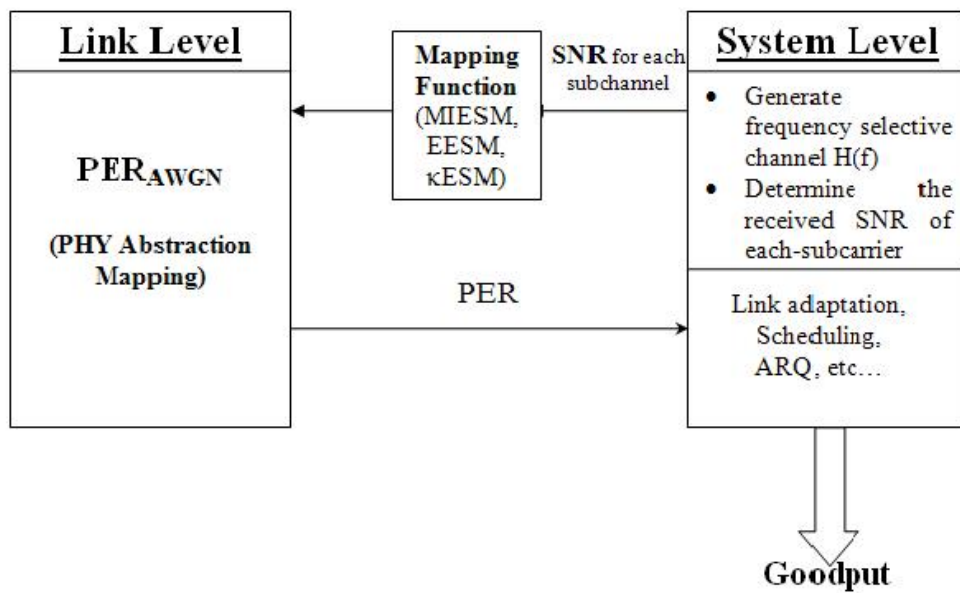 Link Level
PER_AWGN
(PHY Abstraction
Mapping)
Mapping
Function
(MIESM,
EESM,
κESM)
SNR for each
subchannel
PER
System Level
• Generate
frequency selective
channel H(f)
• Determine the
received SNR of
each-subcarrier
Link adaptation,
Scheduling,
ARQ, etc…
Goodput